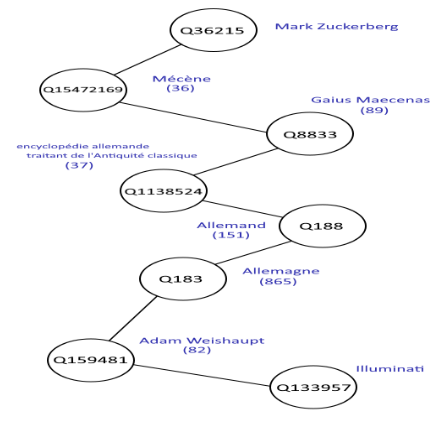 Q36215
Mark Zuckerberg
Q15472169
Mécène
(36)
Gaius Maecenas
(89)
Q8833
encyclopédie allemande
traitant de l'Antiquité classique
(37)
Q1138524
Allemand
(151)
Q188
Q183
Allemagne
(865)
Adam Weishaupt
(82)
Q159481
Illuminati
Q133957